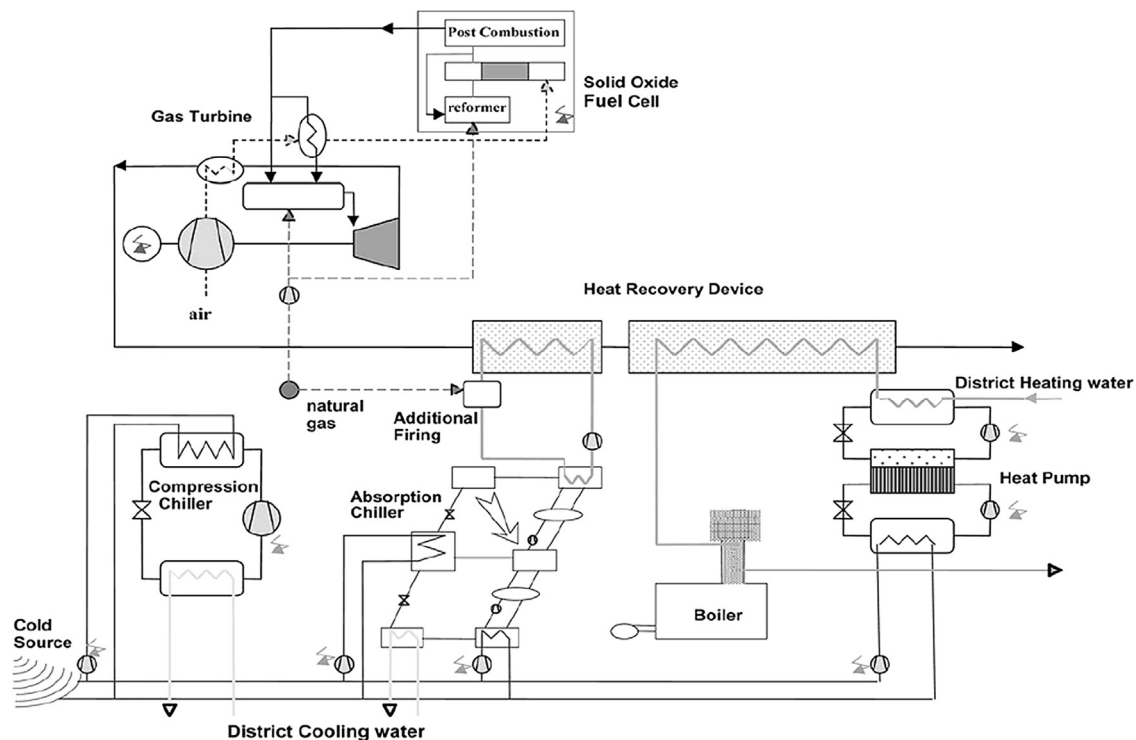 Post Combustion
Solid Oxide
Fuel Cell
reformer
Gas Turbine
air
Heat Recovery Device
natural
gas
Additional
Firing
District Heating water
Compression
Chiller
Absorption
Chiller
Heat Pump
Boiler
Cold
Source
District Cooling water